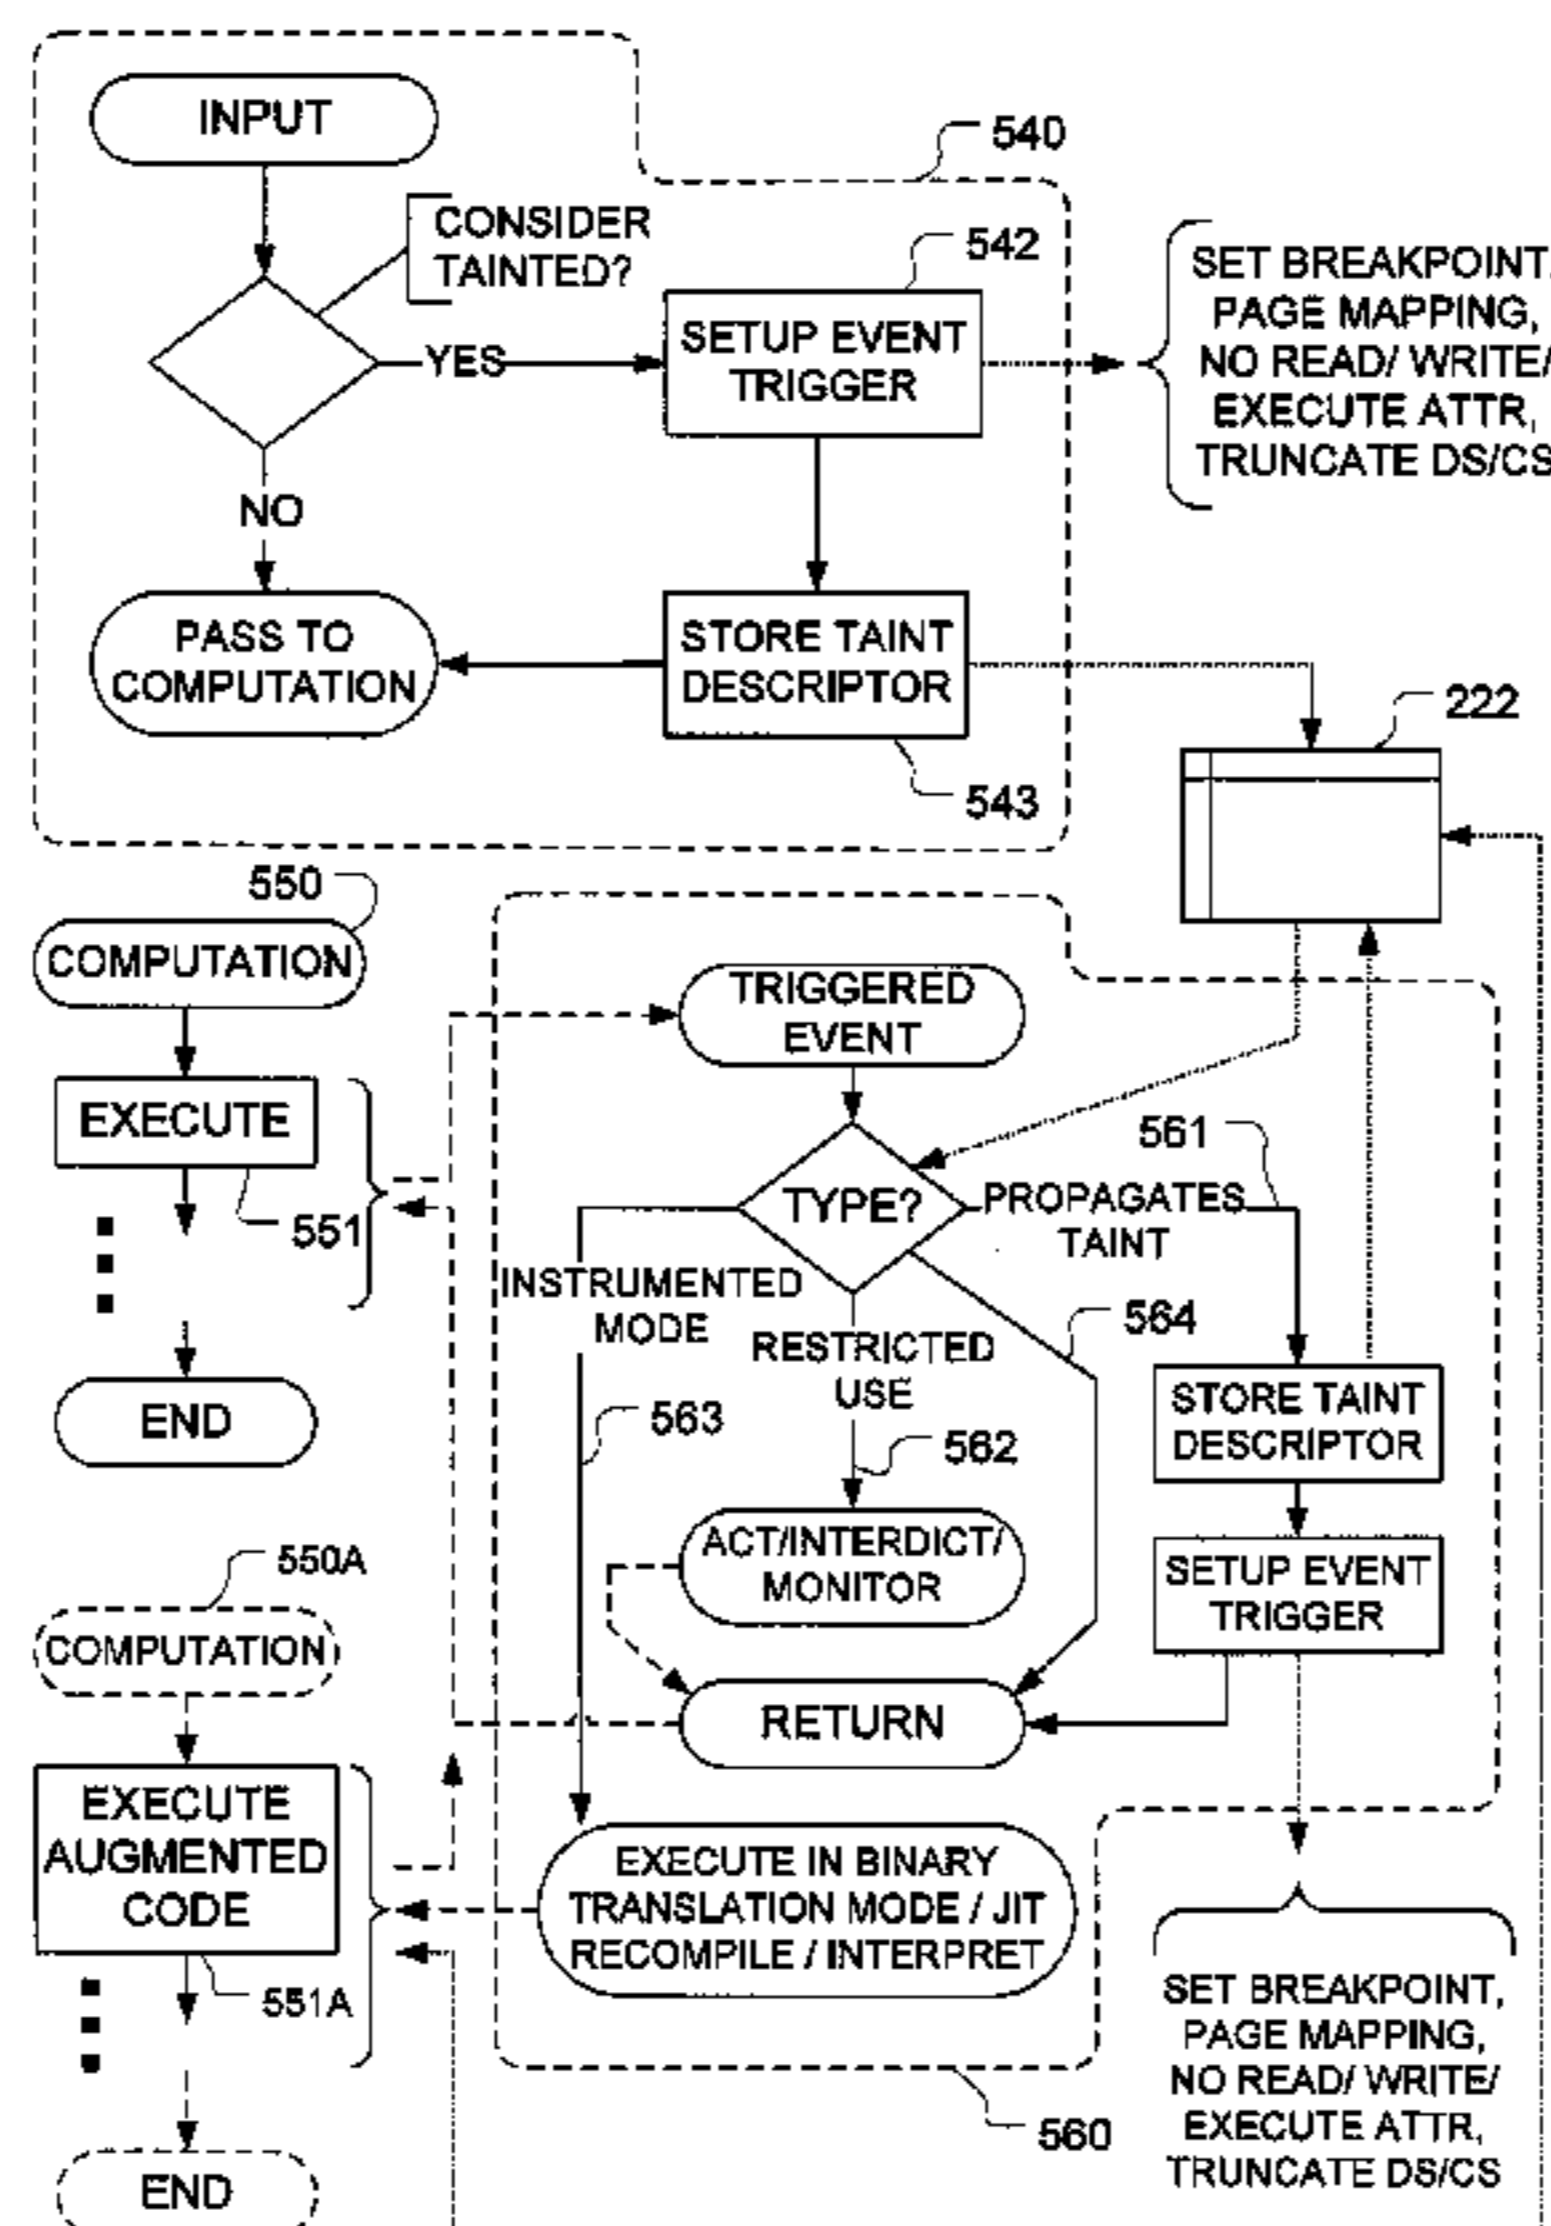 INPUT
540
CONSIDER
TAINTED?
542
SET BREAKPOINT,
PAGE MAPPING,
NO READ/ WRITE/
EXECUTE ATTR,
TRUNCATE DS/CS
SETUP EVENT
TRIGGER
YES
NO
PASS TO
COMPUTATION
STORE TAINT
DESCRIPTOR
222
543
550
COMPUTATION
TRIGGERED
EVENT
EXECUTE
561
551
TYPE?
PROPAGATES
TAINT
INSTRUMENTED
MODE
RESTRICTED
USE
564
STORE TAINT
DESCRIPTOR
END
563
562
ACT/INTERDICT/
MONITOR
SETUP EVENT
TRIGGER
550A
COMPUTATION
RETURN
EXECUTE
AUGMENTED
CODE
EXECUTE IN BINARY
TRANSLATION MODE / JIT
RECOMPILE / INTERPRET
551A
SET BREAKPOINT,
PAGE MAPPING,
NO READ/ WRITE/
EXECUTE ATTR,
TRUNCATE DS/CS
560
END